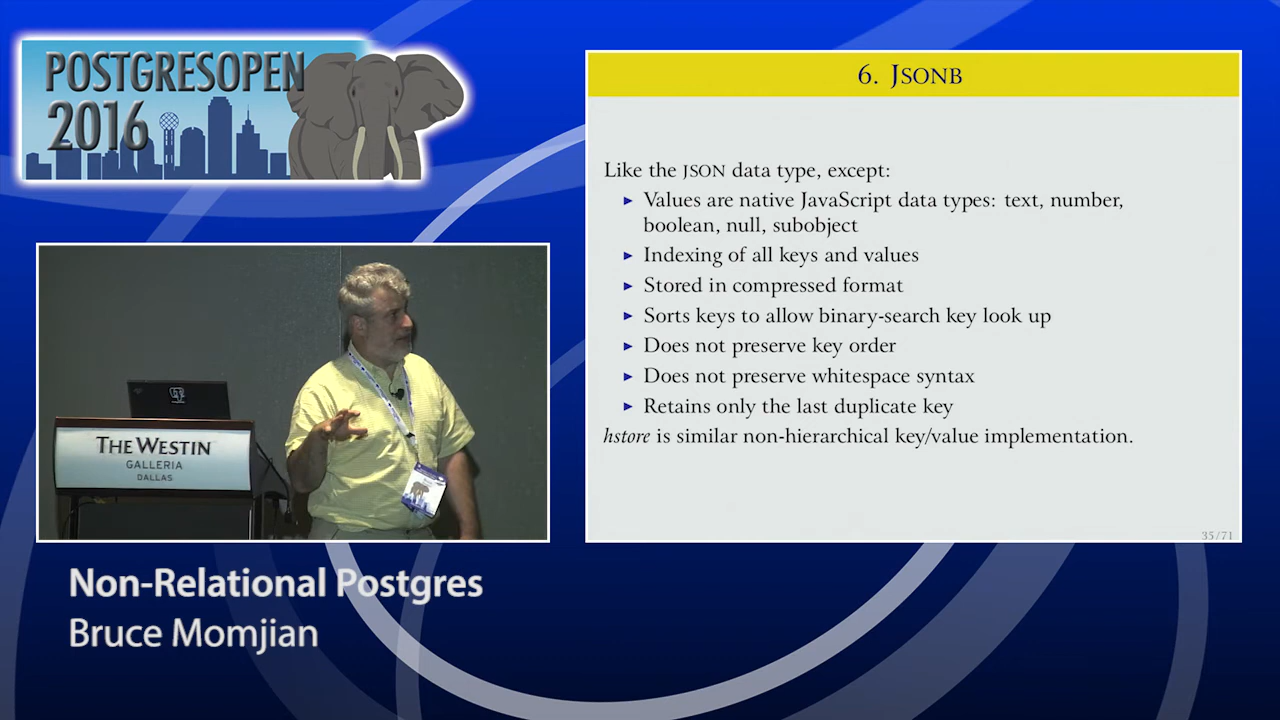 POSTGRESOPEN
2016
6. JSONB
Like the JSON data type, except:
▶ Values are native JavaScript data types: text, number,
boolean, null, subobject
▶ Indexing of all keys and values
▶ Stored in compressed format
▶ Sorts keys to allow binary-search key look up
▶ Does not preserve key order
▶ Does not preserve whitespace syntax
▶ Retains only the last duplicate key
hstore is similar non-hierarchical key/value implementation.
35/71
THE WESTIN
GALLERIA
DALLAS
Non-Relational Postgres
Bruce Momjian